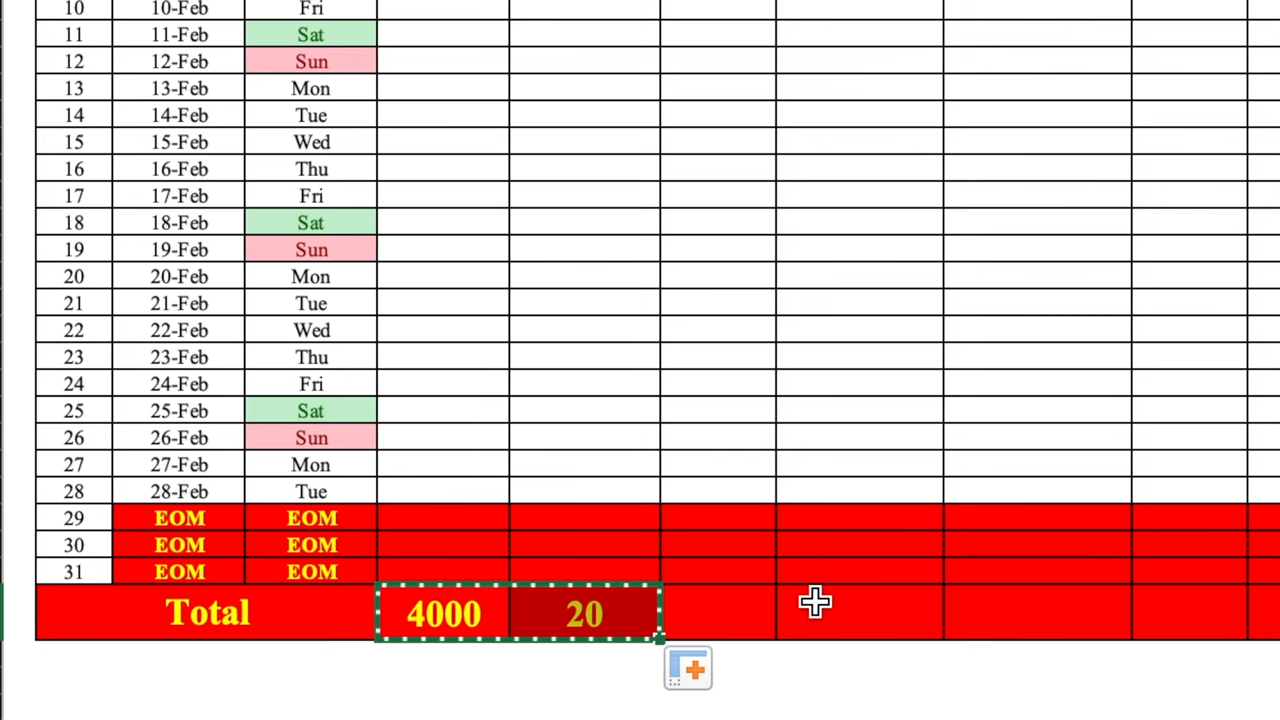 10 10-Feb Fri
11 11-Feb Sat
12 12-Feb Sun
13 13-Feb Mon
14 14-Feb Tue
15 15-Feb Wed
16 16-Feb Thu
17 17-Feb Fri
18 18-Feb Sat
19 19-Feb Sun
20 20-Feb Mon
21 21-Feb Tue
22 22-Feb Wed
23 23-Feb Thu
24 24-Feb Fri
25 25-Feb Sat
26 26-Feb Sun
27 27-Feb Mon
28 28-Feb Tue
29 EOM EOM
30 EOM EOM
31 EOM EOM
Total 4000 20